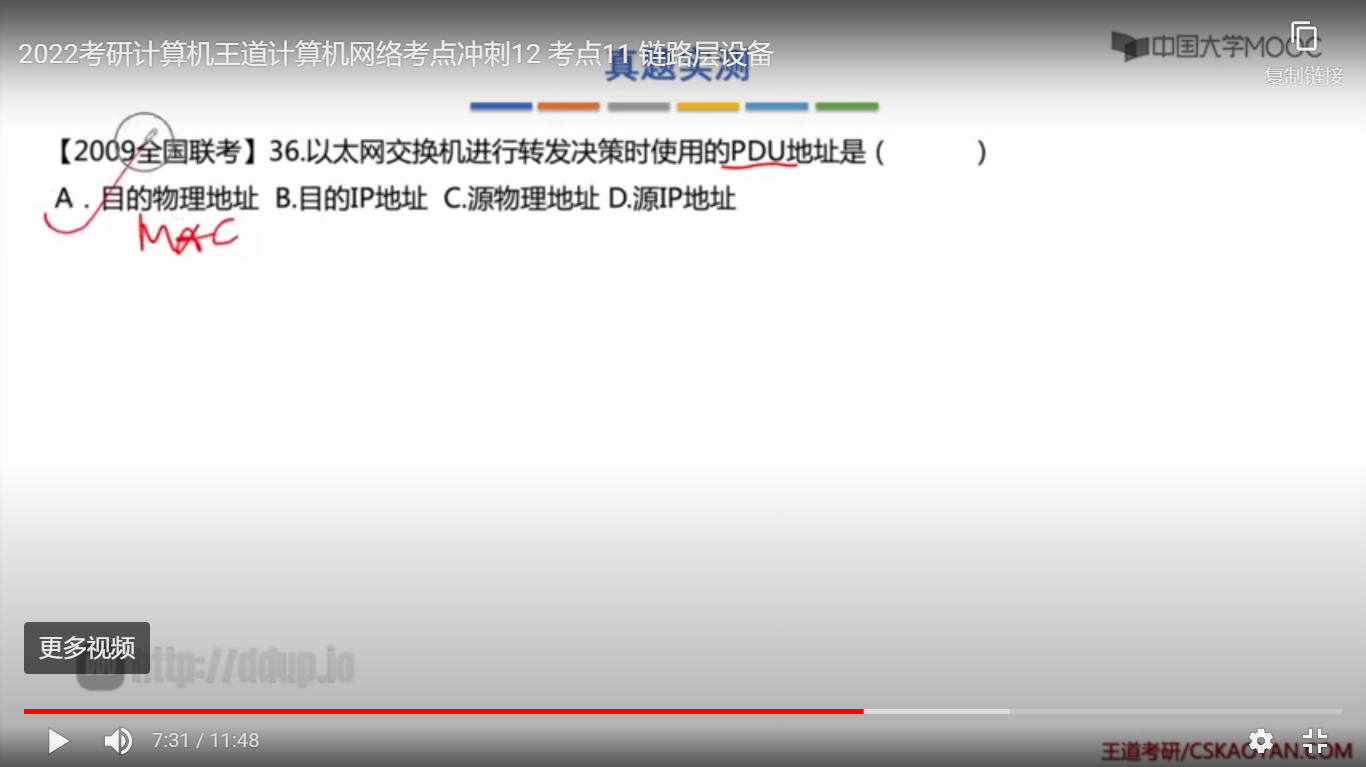 2022考研计算机王道计算机网络考点冲刺12 考点11 链路层设备
真题实测
中国大学MOOC
复制链接
【2009全国联考】36.以太网交换机进行转发决策时使用的PDU地址是（ ）
A．目的物理地址 B.目的IP地址 C.源物理地址 D.源IP地址
MAC
更多视频
http://ddup.io
7:31 / 11:48
王道考研/CSKAOYAN.COM